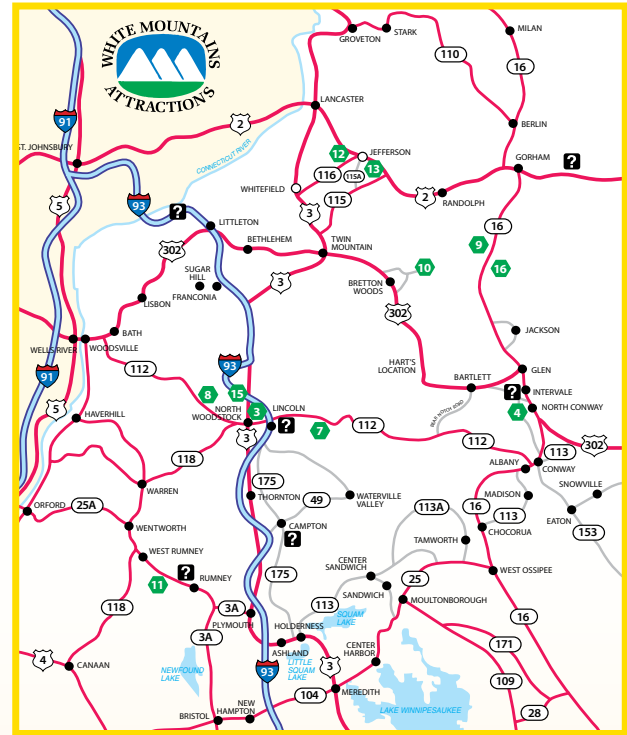 WHITE MOUNTAINS
ATTRACTIONS
GROVETON
STARK
MILAN
110
16
91
LANCASTER
2
BERLIN
ST. JOHNSBURY
CONNECTICUT RIVER
12
JEFFERSON
13
GORHAM
?
116
115A
WHITEFIELD
115
2
RANDOLPH
5
93
?
LITTLETON
3
16
9
302
BETHLEHEM
TWIN
MOUNTAIN
16
10
SUGAR
HILL
3
BRETTON
WOODS
FRANCONIA
LISBON
302
BATH
JACKSON
WELLS RIVER
WOODSVILLE
93
HART'S
LOCATION
GLEN
112
91
BARTLETT
?
INTERVALE
8
15
BEAR NOTCH ROAD
NORTH CONWAY
4
5
HAVERHILL
NORTH
WOODSTOCK
3
LINCOLN
?
7
112
112
302
3
113
118
ALBANY
CONWAY
175
WARREN
THORNTON
49
WATERVILLE
VALLEY
MADISON
SNOWVILLE
ORFORD
25A
113A
16
113
EATON
WENTWORTH
CAMPTON
?
CHOCORUA
153
TAMWORTH
WEST RUMNEY
CENTER
SANDWICH
11
?
RUMNEY
175
25
WEST OSSIPEE
SANDWICH
118
3A
113
MOULTONBOROUGH
PLYMOUTH
SQUAM
LAKE
16
3A
HOLDERNESS
171
4
CANAAN
ASHLAND
CENTER
HARBOR
NEWFOUND
LAKE
93
LITTLE
SQUAM
LAKE
3
109
104
MEREDITH
BRISTOL
NEW
HAMPTON
LAKE WINNIPESAUKEE
28